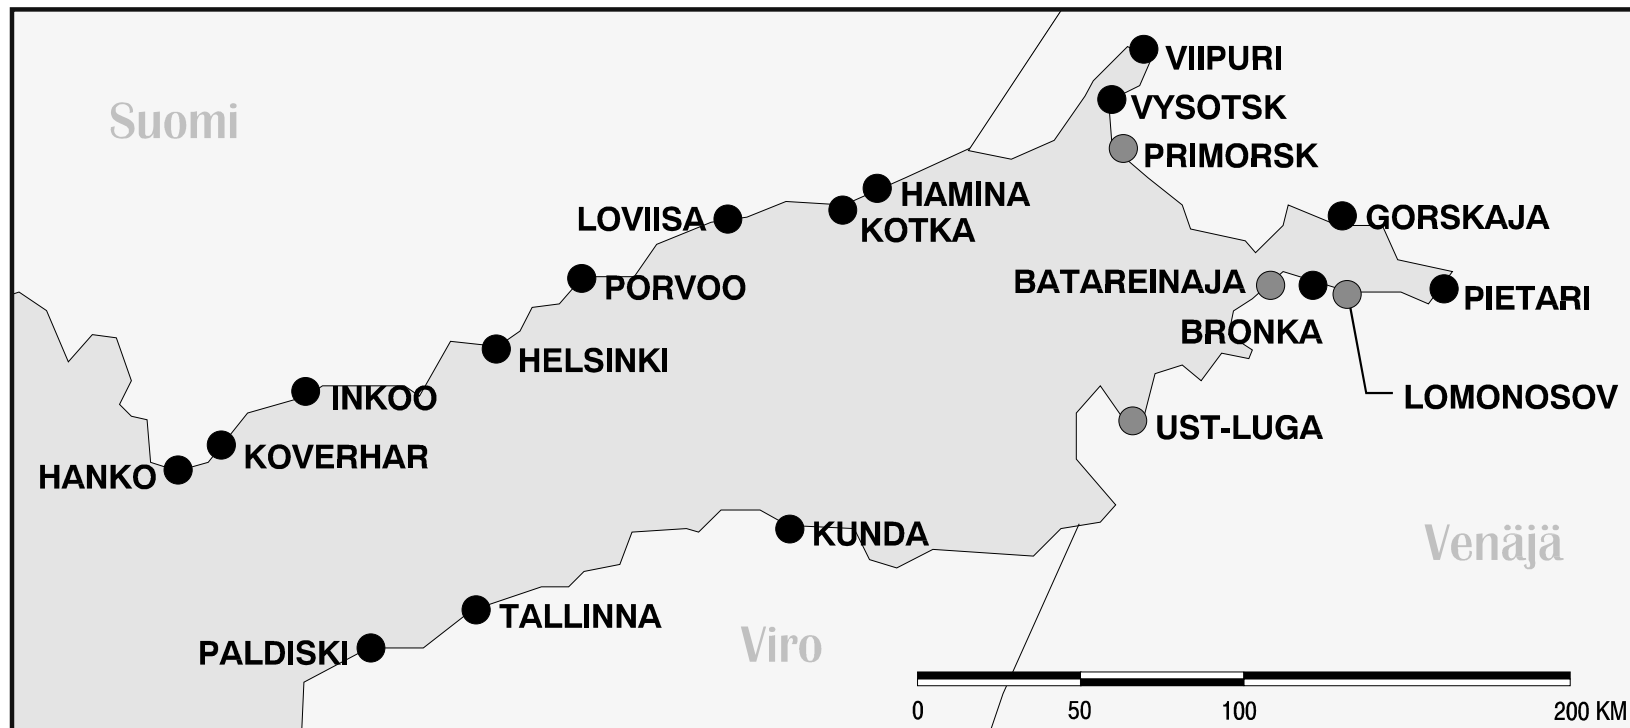 VIIPURI
VYSOTSK
Suomi
PRIMORSK
HAMINA
LOVIISA
GORSKAJA
KOTKA
BATAREINAJA
PORVOO
PIETARI
BRONKA
HELSINKI
INKOO
LOMONOSOV
UST-LUGA
KOVERHAR
HANKO
KUNDA
Venäjä
TALLINNA
Viro
PALDISKI
0 50 100 200 KM